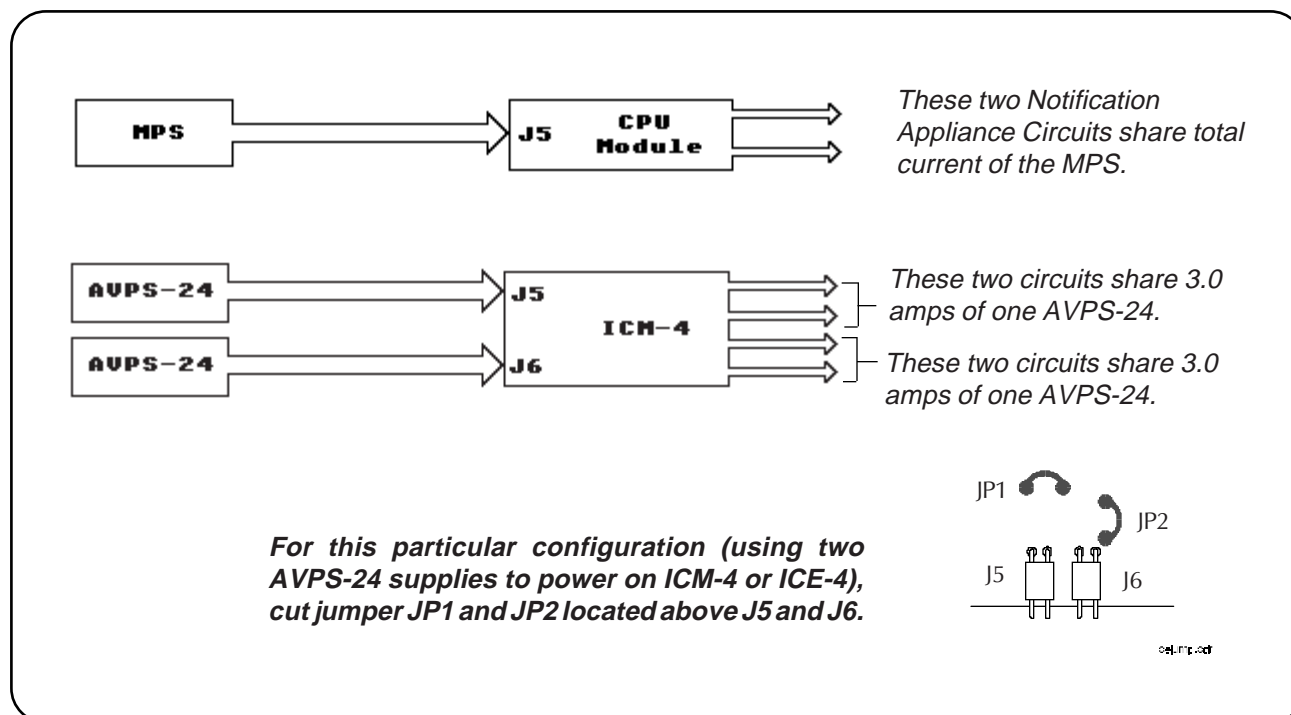 MPS
J5
CPU
Module
These two Notification
Appliance Circuits share total
current of the MPS.
AVPS-24
AVPS-24
J5
ICM-4
J6
These two circuits share 3.0
amps of one AVPS-24.
These two circuits share 3.0
amps of one AVPS-24.
For this particular configuration (using two
AVPS-24 supplies to power on ICM-4 or ICE-4),
cut jumper JP1 and JP2 located above J5 and J6.
JP1
JP2
J5
J6